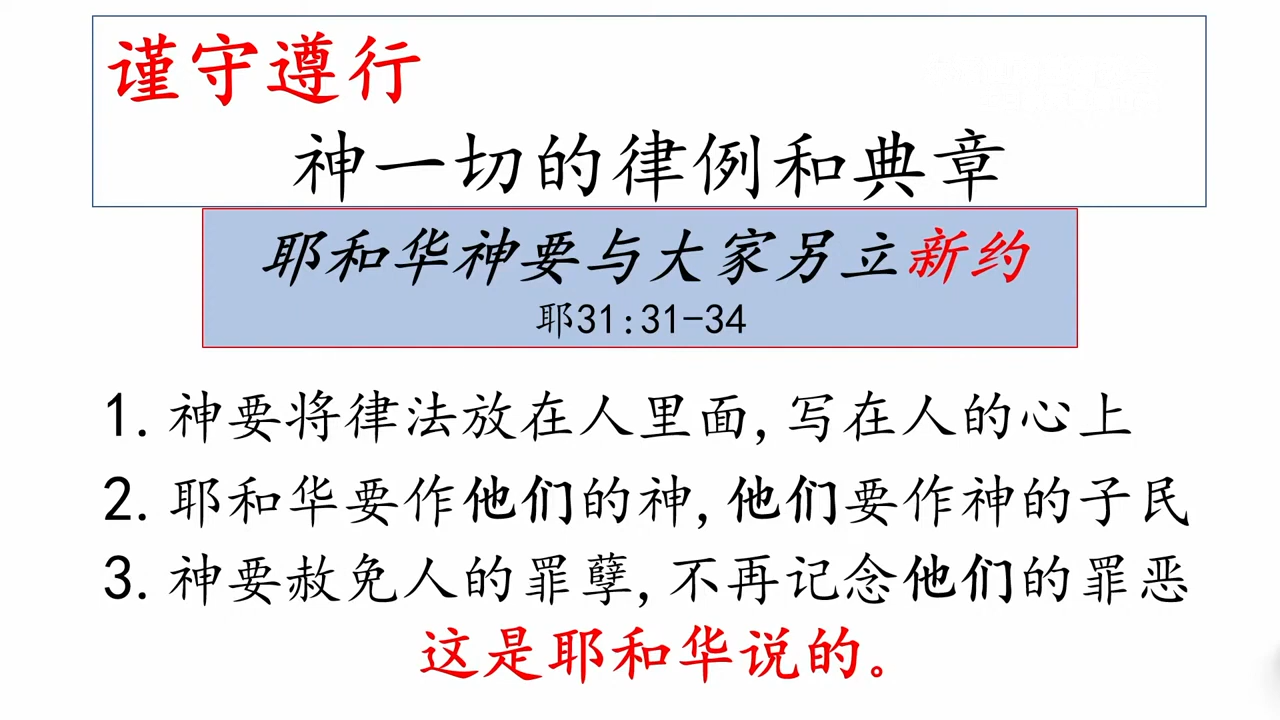 谨守遵行
神一切的律例和典章
耶和华神要与大家另立新约
耶31:31-34
1. 神要将律法放在人里面,写在人的心上
2. 耶和华要作他们的神,他们要作神的子民
3. 神要赦免人的罪孽,不再记念他们的罪恶
这是耶和华说的。